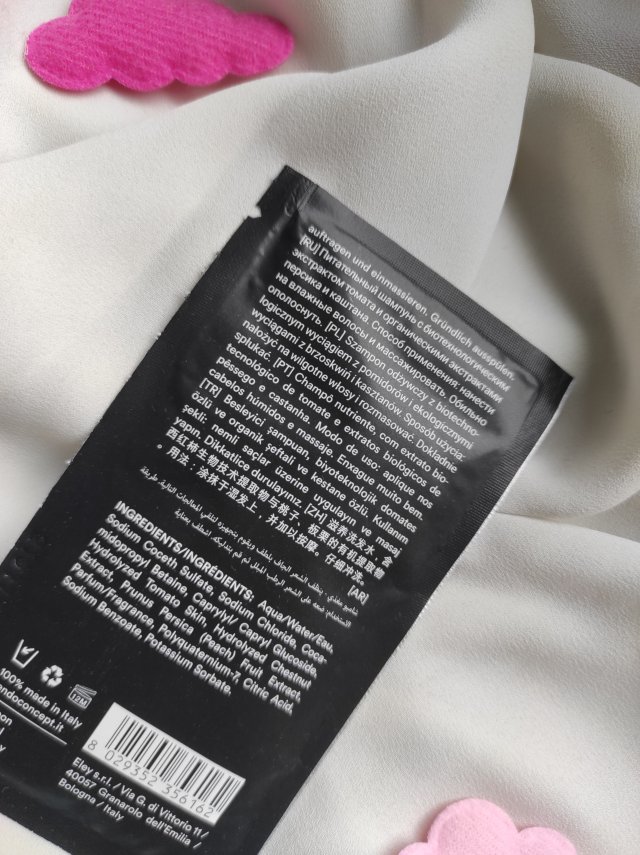 auftragen und einmassieren. Gründlich ausspülen.
[RU] Питательный шампунь с биотехнологическим
экстрактом томата и органическими экстрактами
персика и каштана. Способ применения: нанести
на влажные волосы и массажировать. Обильно
ополоснуть. [PL] Szampon odżywczy z biotechno-
logicznym wyciągiem z pomidorów i ekologicznymi
wyciągami z brzoskwiń i kasztanów. Sposób użycia:
nałożyć na wilgotne włosy i rozmasować. Dokładnie
spłukać. [PT] Champô nutriente, com extrato bio-
tecnológico de tomate e extratos biológicos de
pêssego e castanha. Modo de uso: aplique nos
cabelos húmidos e massaje. Enxague muito bem.
[TR] Besleyici şampuan, biyoteknolojik domates
özlü ve organik şeftali ve kestane özlü. Kullanım
şekli: nemli saçlar üzerine uygulayın ve masaj
yapın. Dikkatlice durulayınız. [ZH] 滋养洗发水，含
西红柿生物技术提取物与桃子、板栗的有机提取物
。用法：涂抹于湿发上，并加以按摩。仔细冲洗。 [AR]
INGREDIENTS/INGRÉDIENTS: Aqua/Water/Eau,
Sodium Coceth Sulfate, Sodium Chloride, Coca-
midopropyl Betaine, Caprylyl/ Capryl Glucoside,
Hydrolyzed Tomato Skin, Hydrolyzed Chestnut
Extract, Prunus Persica (Peach) Fruit Extract,
Parfum/Fragrance, Polyquaternium-7, Citric Acid,
Sodium Benzoate, Potassium Sorbate.
12M
100% made in Italy
ndoconcept.it
8 029352 356162
Eley s.r.l. / Via G. di Vittorio 11 /
40057 Granarolo dell'Emilia /
Bologna / Italy